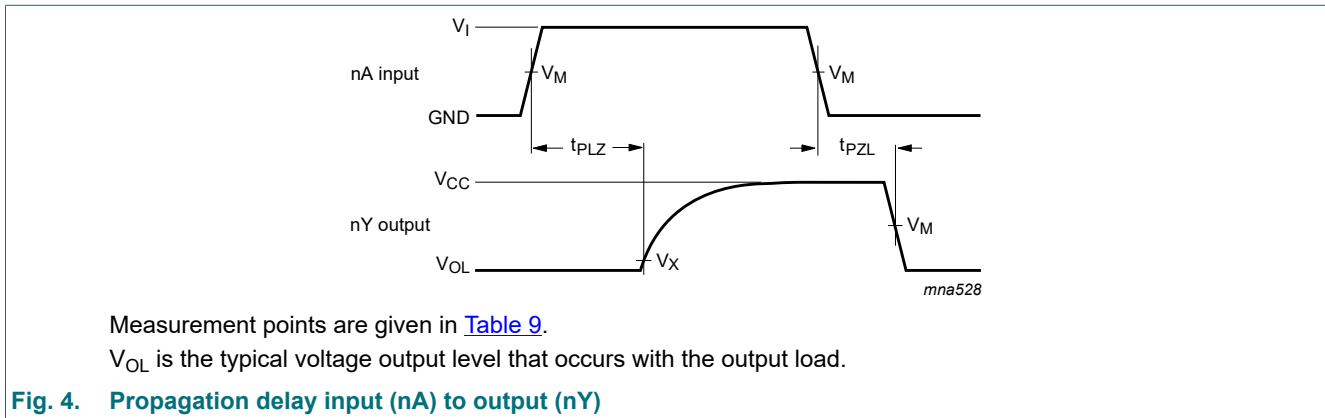 V_I
nA input
V_M
V_M
GND
t_PLZ
t_PZL
V_CC
nY output
V_M
V_OL
V_X
mna528
Measurement points are given in Table 9.
V_OL is the typical voltage output level that occurs with the output load.
Fig. 4. Propagation delay input (nA) to output (nY)